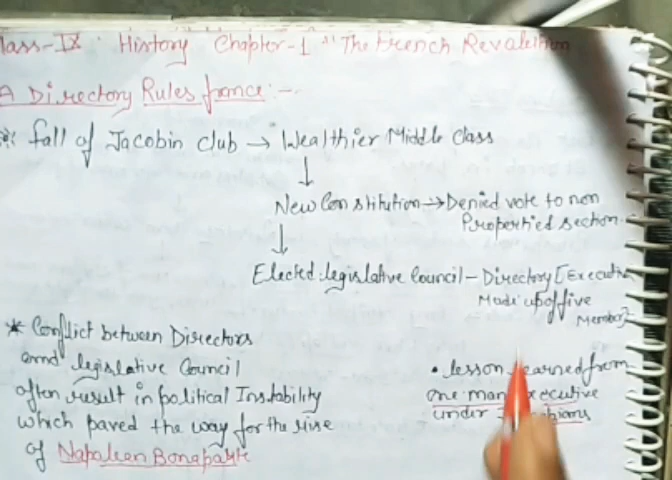 lass-IX History Chapter-1 "The French Revolution
A Directory Rules france :-
* fall of Jacobin club → Wealthier Middle Class
↓
New Constitution → Denied vote to non
Propertied section
↓
Elected legislative Council - Directory [Executiv
Made up of five
Member]
* Conflict between Directors
and legislative Council
often result in political Instability
which paved the way for the rise
of Napolean Bonaparte
• lesson learned from
one man executive
under